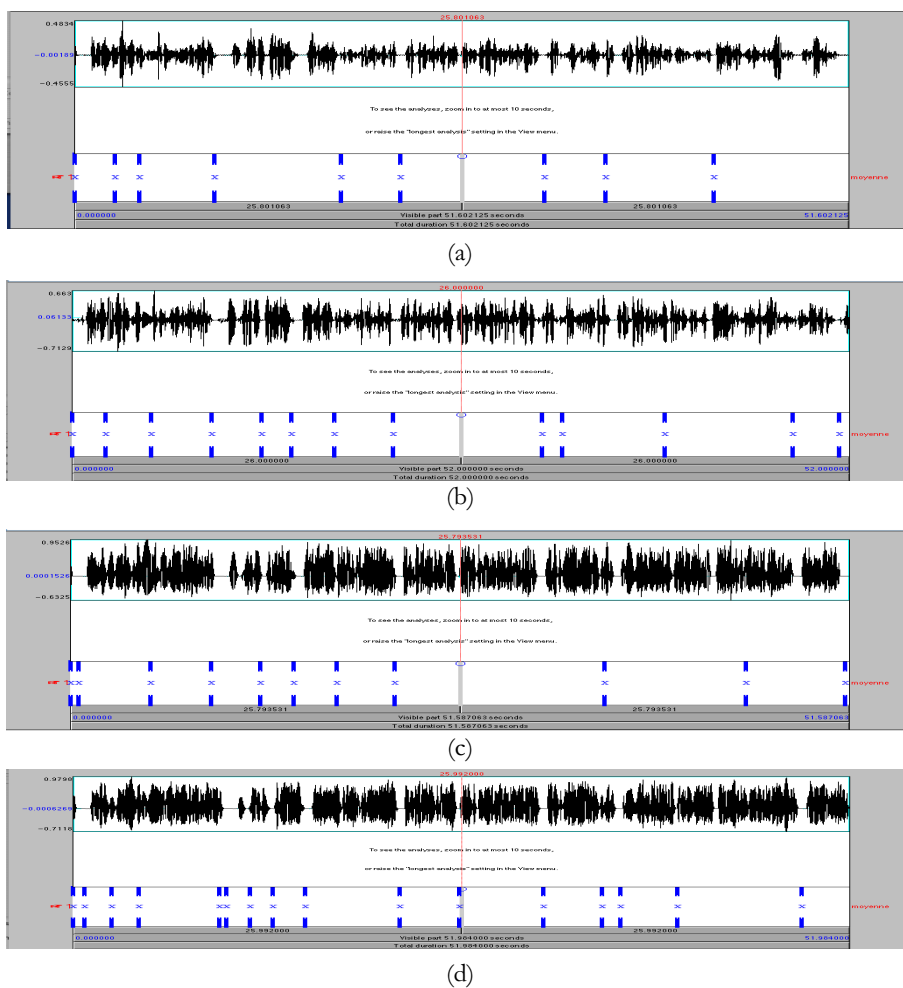 25.801063
0.4834
-0.00189
-0.4555
To see the analyses, zoom in to at most 10 seconds,
or raise the "longest analysis" setting in the View menu.
x x x x x x x x x
1 moyenne
25.801063 25.801063
0.000000 Visible part 51.602125 seconds 51.602125
Total duration 51.602125 seconds
(a)
26.000000
0.663
0.06133
-0.7129
To see the analyses, zoom in to at most 10 seconds,
or raise the "longest analysis" setting in the View menu.
x x x x x x x x x x x x x
1 moyenne
26.000000 26.000000
0.000000 Visible part 52.000000 seconds 52.000000
Total duration 52.000000 seconds
(b)
25.793531
0.9526
0.0001526
-0.6325
To see the analyses, zoom in to at most 10 seconds,
or raise the "longest analysis" setting in the View menu.
x x x x x x x x x x x
1 moyenne
25.793531 25.793531
0.000000 Visible part 51.587063 seconds 51.587063
Total duration 51.587063 seconds
(c)
25.992000
0.9798
-0.0006269
-0.7118
To see the analyses, zoom in to at most 10 seconds,
or raise the "longest analysis" setting in the View menu.
x x x x x x x x x x x x x x x x
1 moyenne
25.992000 25.992000
0.000000 Visible part 51.984000 seconds 51.984000
Total duration 51.984000 seconds
(d)